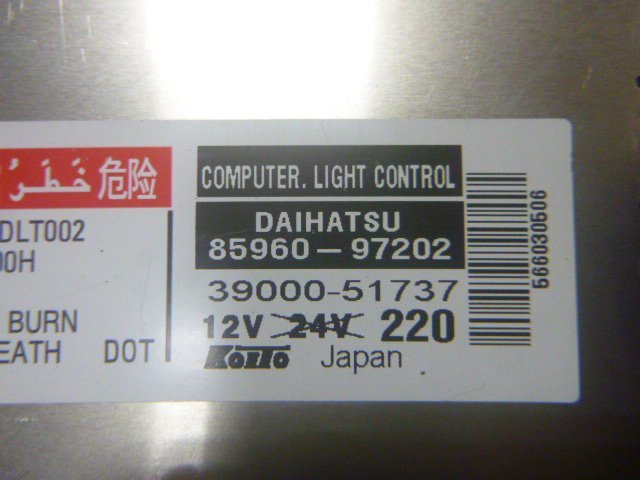 خَطَرْ 危险
DLT002
00H
BURN
EATH DOT
COMPUTER. LIGHT CONTROL
DAIHATSU
85960-97202
39000-51737
12V 24V 220
Koito Japan
566030506